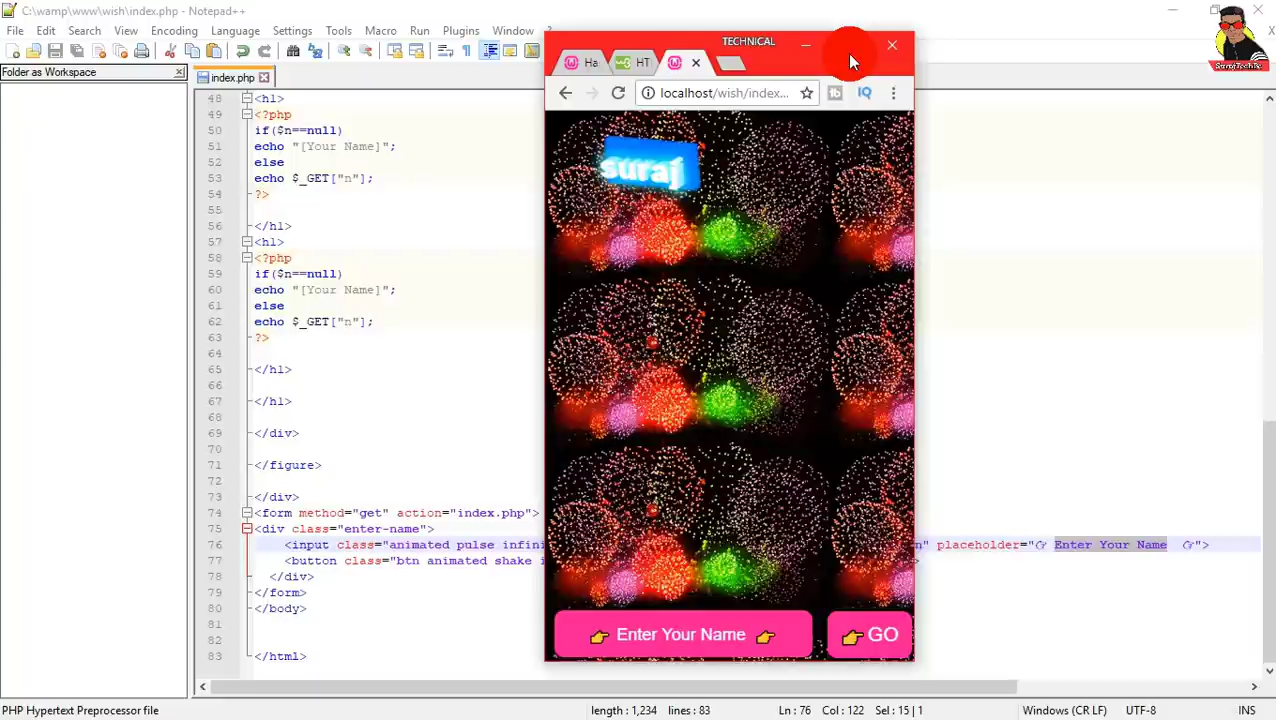 C:\wamp\www\wish\index.php - Notepad++
File Edit Search View Encoding Language Settings Tools Macro Run Plugins Window
X
Folder as Workspace
index.php
SurajTechPc
48 <h1>
49 <?php
50 if($n==null)
51 echo "[Your Name]";
52 else
53 echo $_GET["n"];
54 ?>
55
56 </h1>
57 <h1>
58 <?php
59 if($n==null)
60 echo "[Your Name]";
61 else
62 echo $_GET["n"];
63 ?>
64
65 </h1>
66
67 </h1>
68
69 </div>
70
71 </figure>
72
73 </div>
74 <form method="get" action="index.php">
75 <div class="enter-name">
76 <input class="animated pulse infini n" placeholder="👉 Enter Your Name 👉">
77 <button class="btn animated shake i >
78 </div>
79 </form>
80 </body>
81
82
83 </html>
TECHNICAL
Ha HT
localhost/wish/index...
tb IQ
suraj
👉 Enter Your Name 👉
👉 GO
PHP Hypertext Preprocessor file length : 1,234 lines : 83 Ln : 76 Col : 122 Sel : 15 | 1 Windows (CR LF) UTF-8 INS